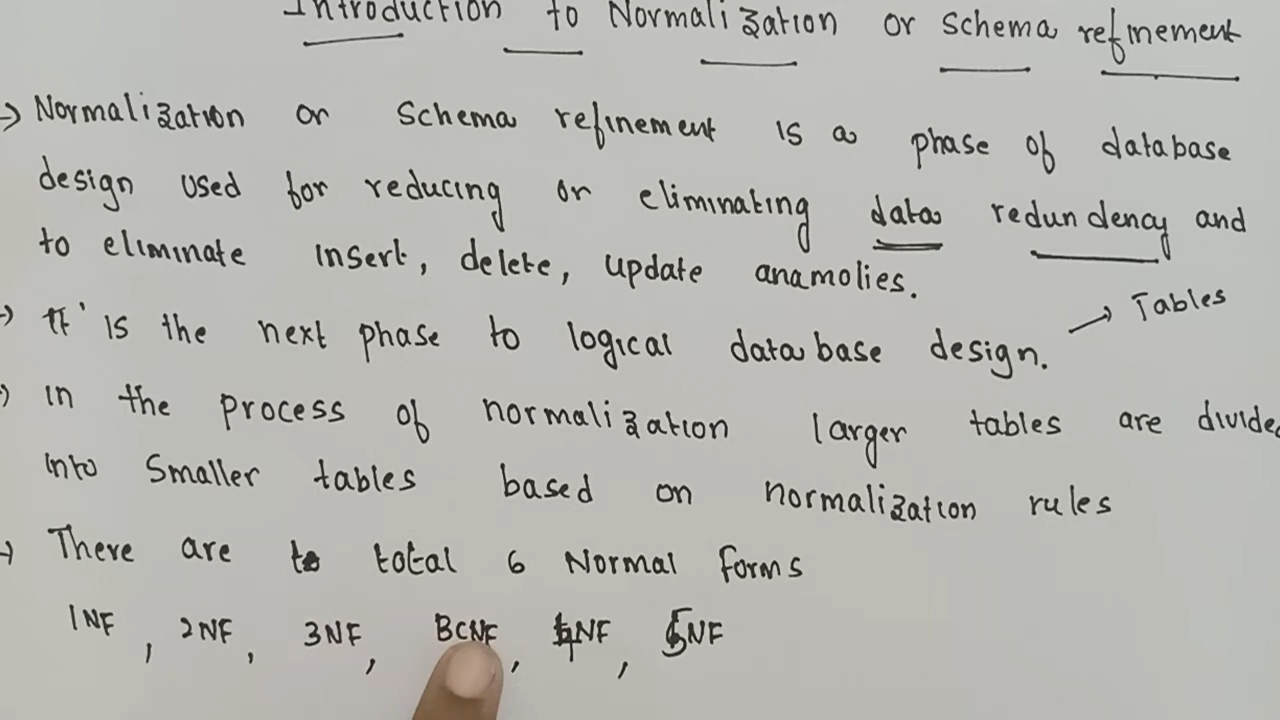 Introduction to Normalization or schema refinement
→ Normalization or Schema refinement is a phase of database
design used for reducing or eliminating data redundency and
to eliminate insert, delete, update anamolies.
→ It is the next phase to logical database design. → Tables
→ in the process of normalization larger tables are divided
into smaller tables based on normalization rules
→ There are to total 6 Normal forms
1NF, 2NF, 3NF, BCNF, 4NF, 5NF